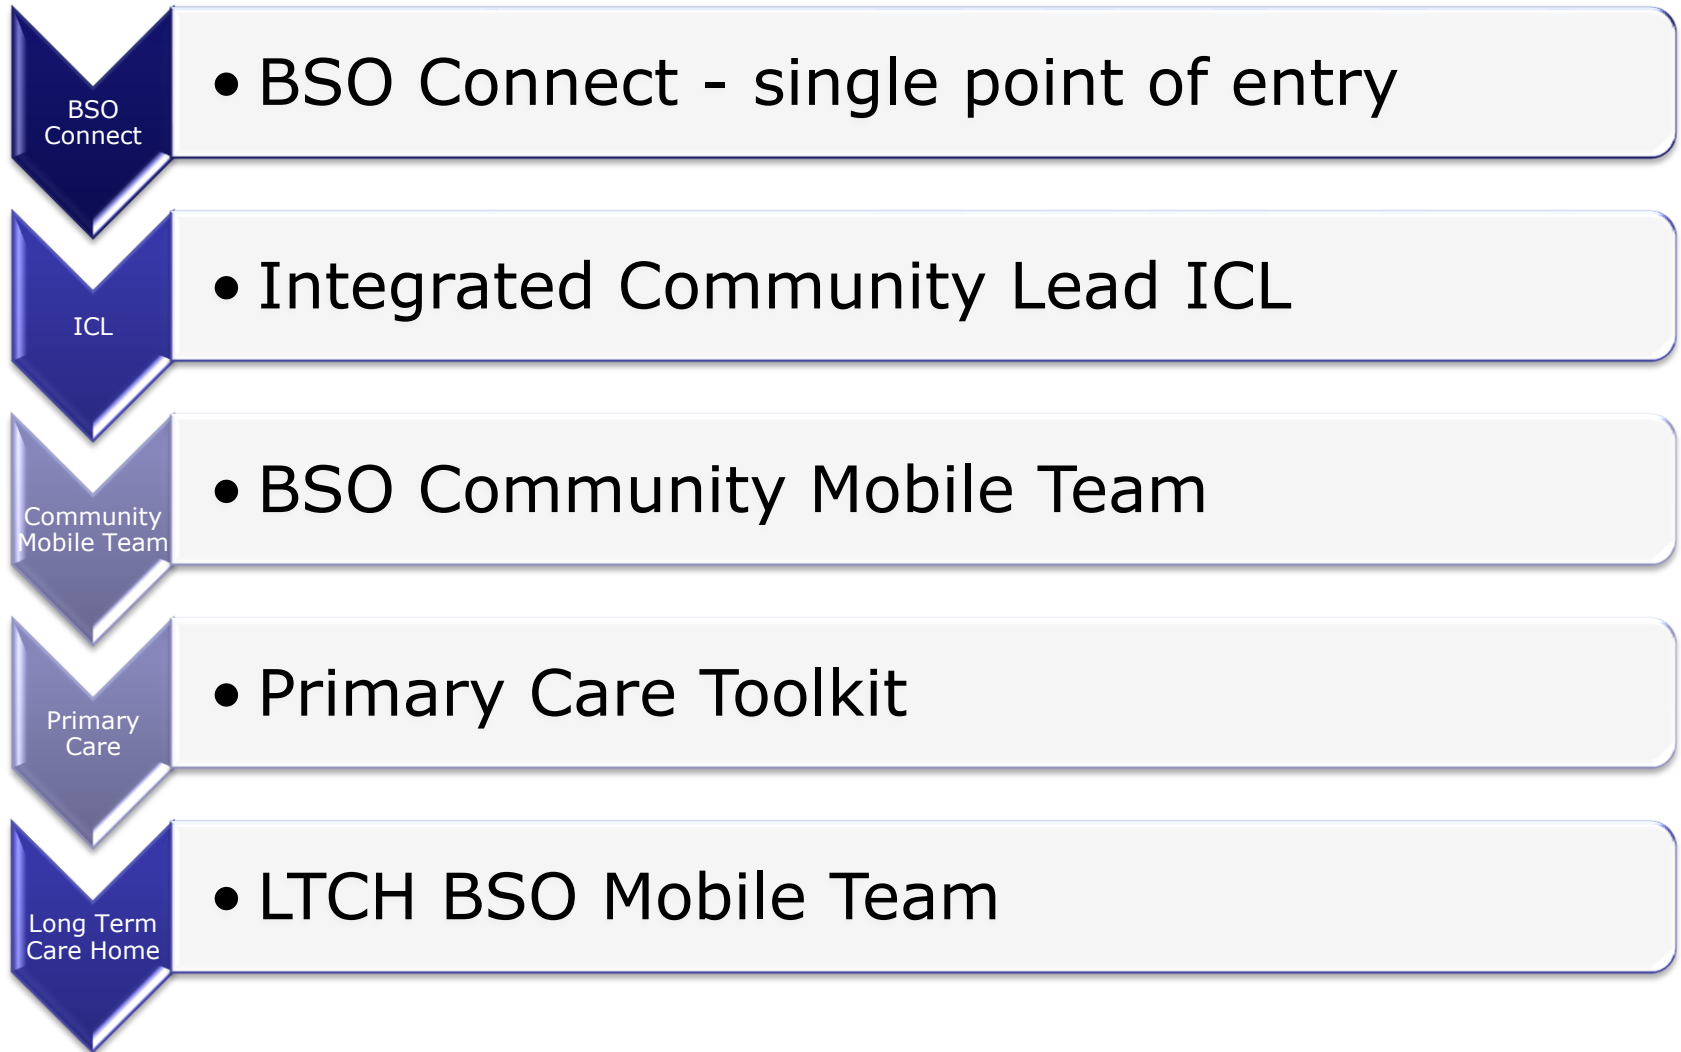 BSO
Connect
• BSO Connect - single point of entry
ICL
• Integrated Community Lead ICL
Community
Mobile Team
• BSO Community Mobile Team
Primary
Care
• Primary Care Toolkit
Long Term
Care Home
• LTCH BSO Mobile Team